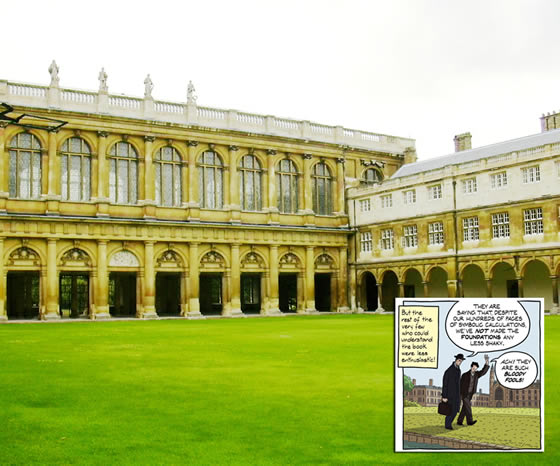 But the
rest of the
very few
who could
understand
the book
were less
enthusiastic!
THEY ARE
SAYING THAT DESPITE
OUR HUNDREDS OF PAGES
OF SYMBOLIC CALCULATIONS,
WE'VE NOT MADE THE
FOUNDATIONS ANY
LESS SHAKY,
ACH! THEY
ARE SUCH
BLOODY
FOOLS!